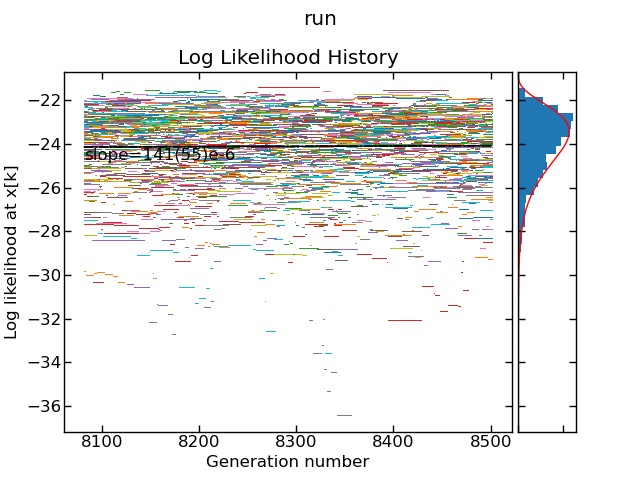 run
Log Likelihood History
Log likelihood at x[k]
−22
−24
−26
−28
−30
−32
−34
−36
slope=141(55)e-6
8100
8200
8300
8400
8500
Generation number